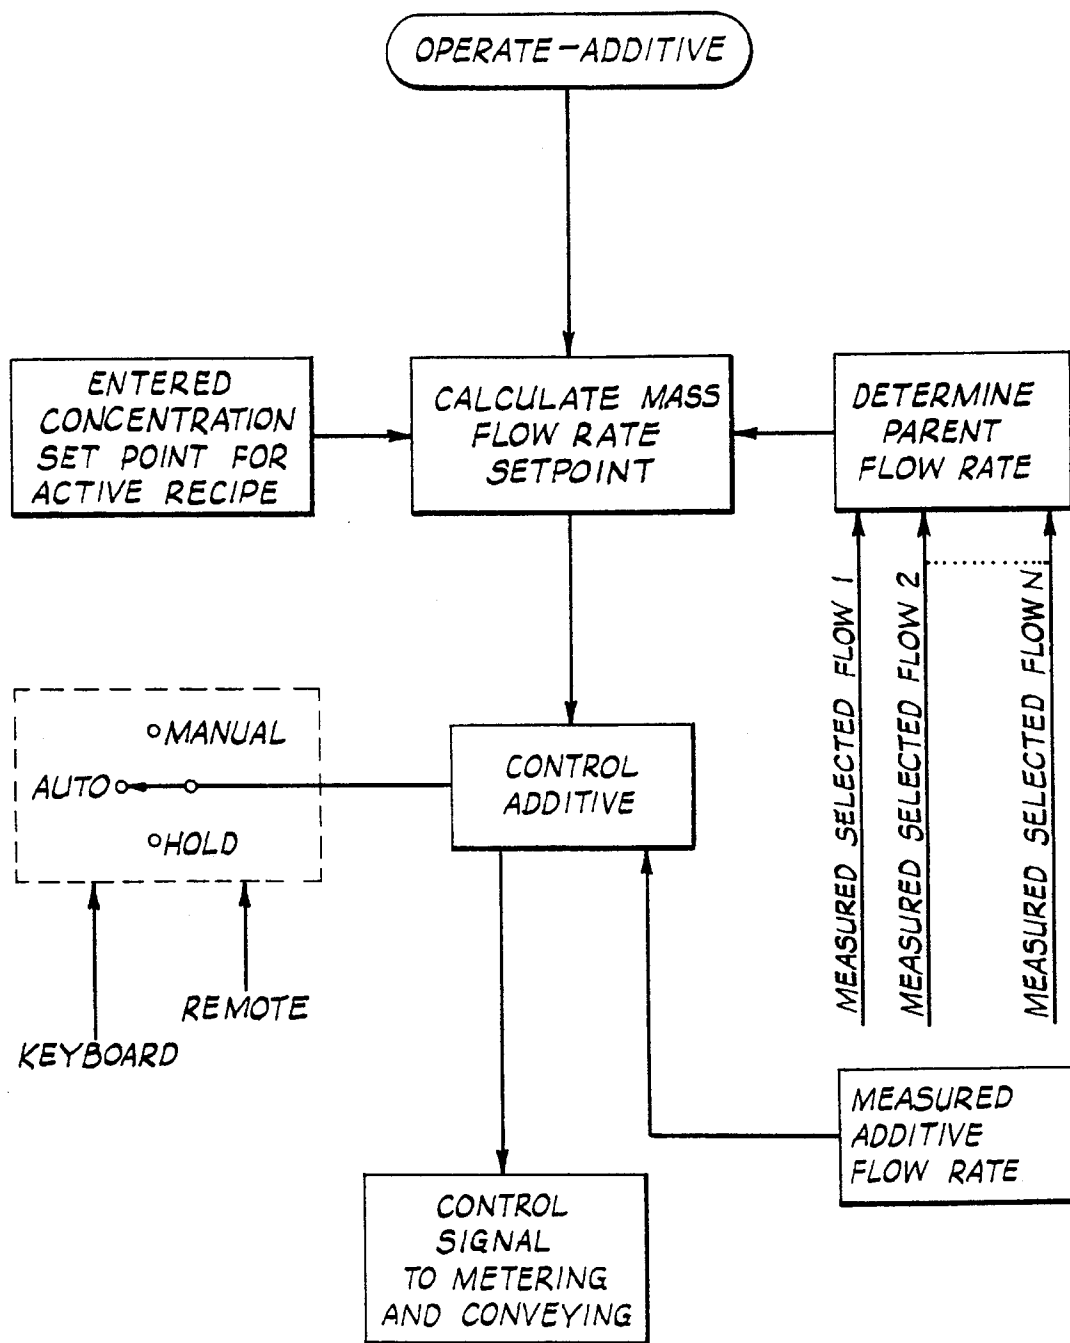 OPERATE-ADDITIVE
ENTERED
CONCENTRATION
SET POINT FOR
ACTIVE RECIPE
CALCULATE MASS
FLOW RATE
SETPOINT
DETERMINE
PARENT
FLOW RATE
MEASURED SELECTED FLOW 1
MEASURED SELECTED FLOW 2
MEASURED SELECTED FLOW N
MANUAL
AUTO
HOLD
CONTROL
ADDITIVE
REMOTE
KEYBOARD
MEASURED
ADDITIVE
FLOW RATE
CONTROL
SIGNAL
TO METERING
AND CONVEYING